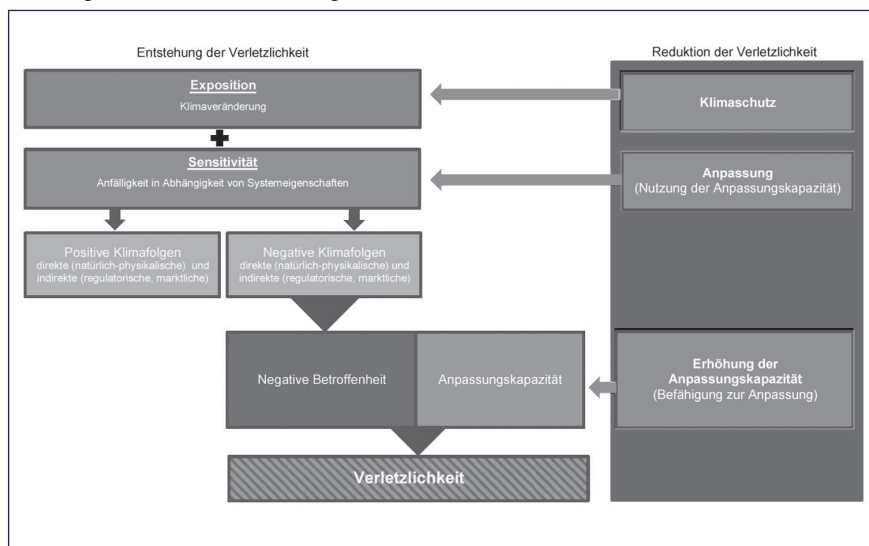 Entstehung der Verletzlichkeit
Exposition
Klimaveränderung
Sensitivität
Anfälligkeit in Abhängigkeit von Systemeigenschaften
Positive Klimafolgen
direkte (natürlich-physikalische) und
indirekte (regulatorische, marktliche)
Negative Klimafolgen
direkte (natürlich-physikalische) und
indirekte (regulatorische, marktliche)
Negative Betroffenheit
Anpassungskapazität
Verletzlichkeit
Reduktion der Verletzlichkeit
Klimaschutz
Anpassung
(Nutzung der Anpassungskapazität)
Erhöhung der
Anpassungskapazität
(Befähigung zur Anpassung)